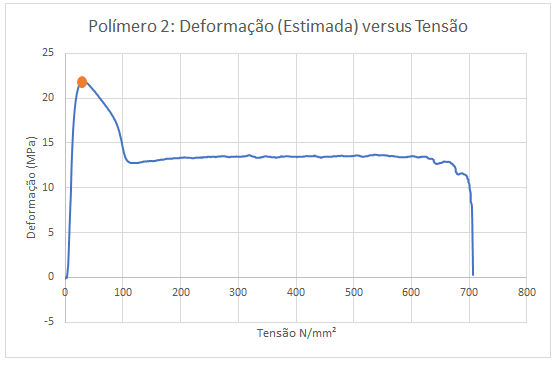 Polímero 2: Deformação (Estimada) versus Tensão
25
20
15
10
5
0
-5
Deformação (MPa)
0 100 200 300 400 500 600 700 800
Tensão N/mm²